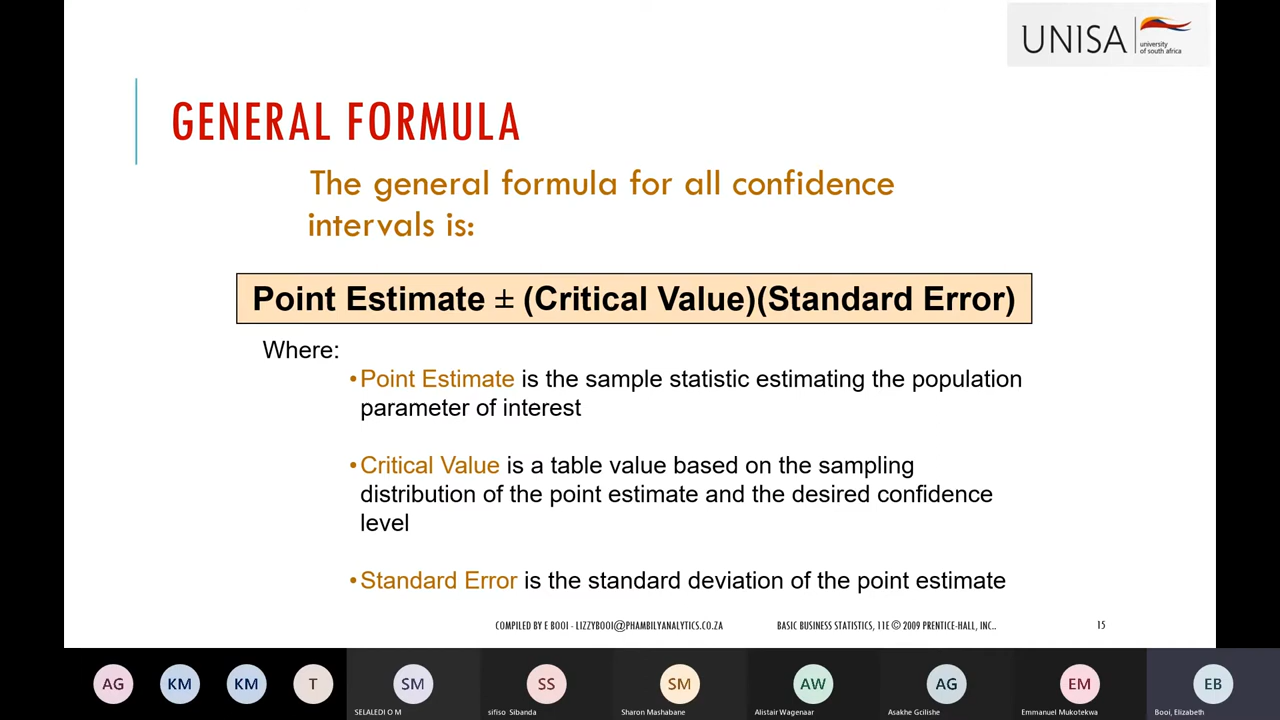 UNISA
university
of south africa
GENERAL FORMULA
The general formula for all confidence
intervals is:
Point Estimate ± (Critical Value)(Standard Error)
Where:
•Point Estimate is the sample statistic estimating the population
parameter of interest
•Critical Value is a table value based on the sampling
distribution of the point estimate and the desired confidence
level
•Standard Error is the standard deviation of the point estimate
COMPILED BY E BOOI - LIZZYBOOI@PHAMBILYANALYTICS.CO.ZA BASIC BUSINESS STATISTICS, 11E © 2009 PRENTICE-HALL, INC.. 15
AG KM KM T SM SS SM AW AG EM EB
SELALEDI O M sifiso Sibanda Sharon Mashabane Alistair Wagenaar Asakhe Gcilishe Emmanuel Mukotekwa Booi, Elizabeth